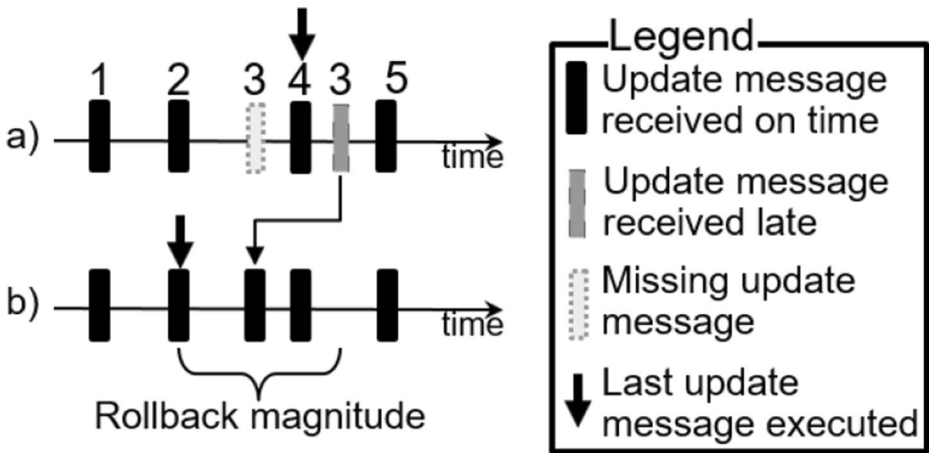 1 2 3 4 3 5
a)
time
b)
time
Rollback magnitude
Legend
Update message
received on time
Update message
received late
Missing update
message
Last update
message executed